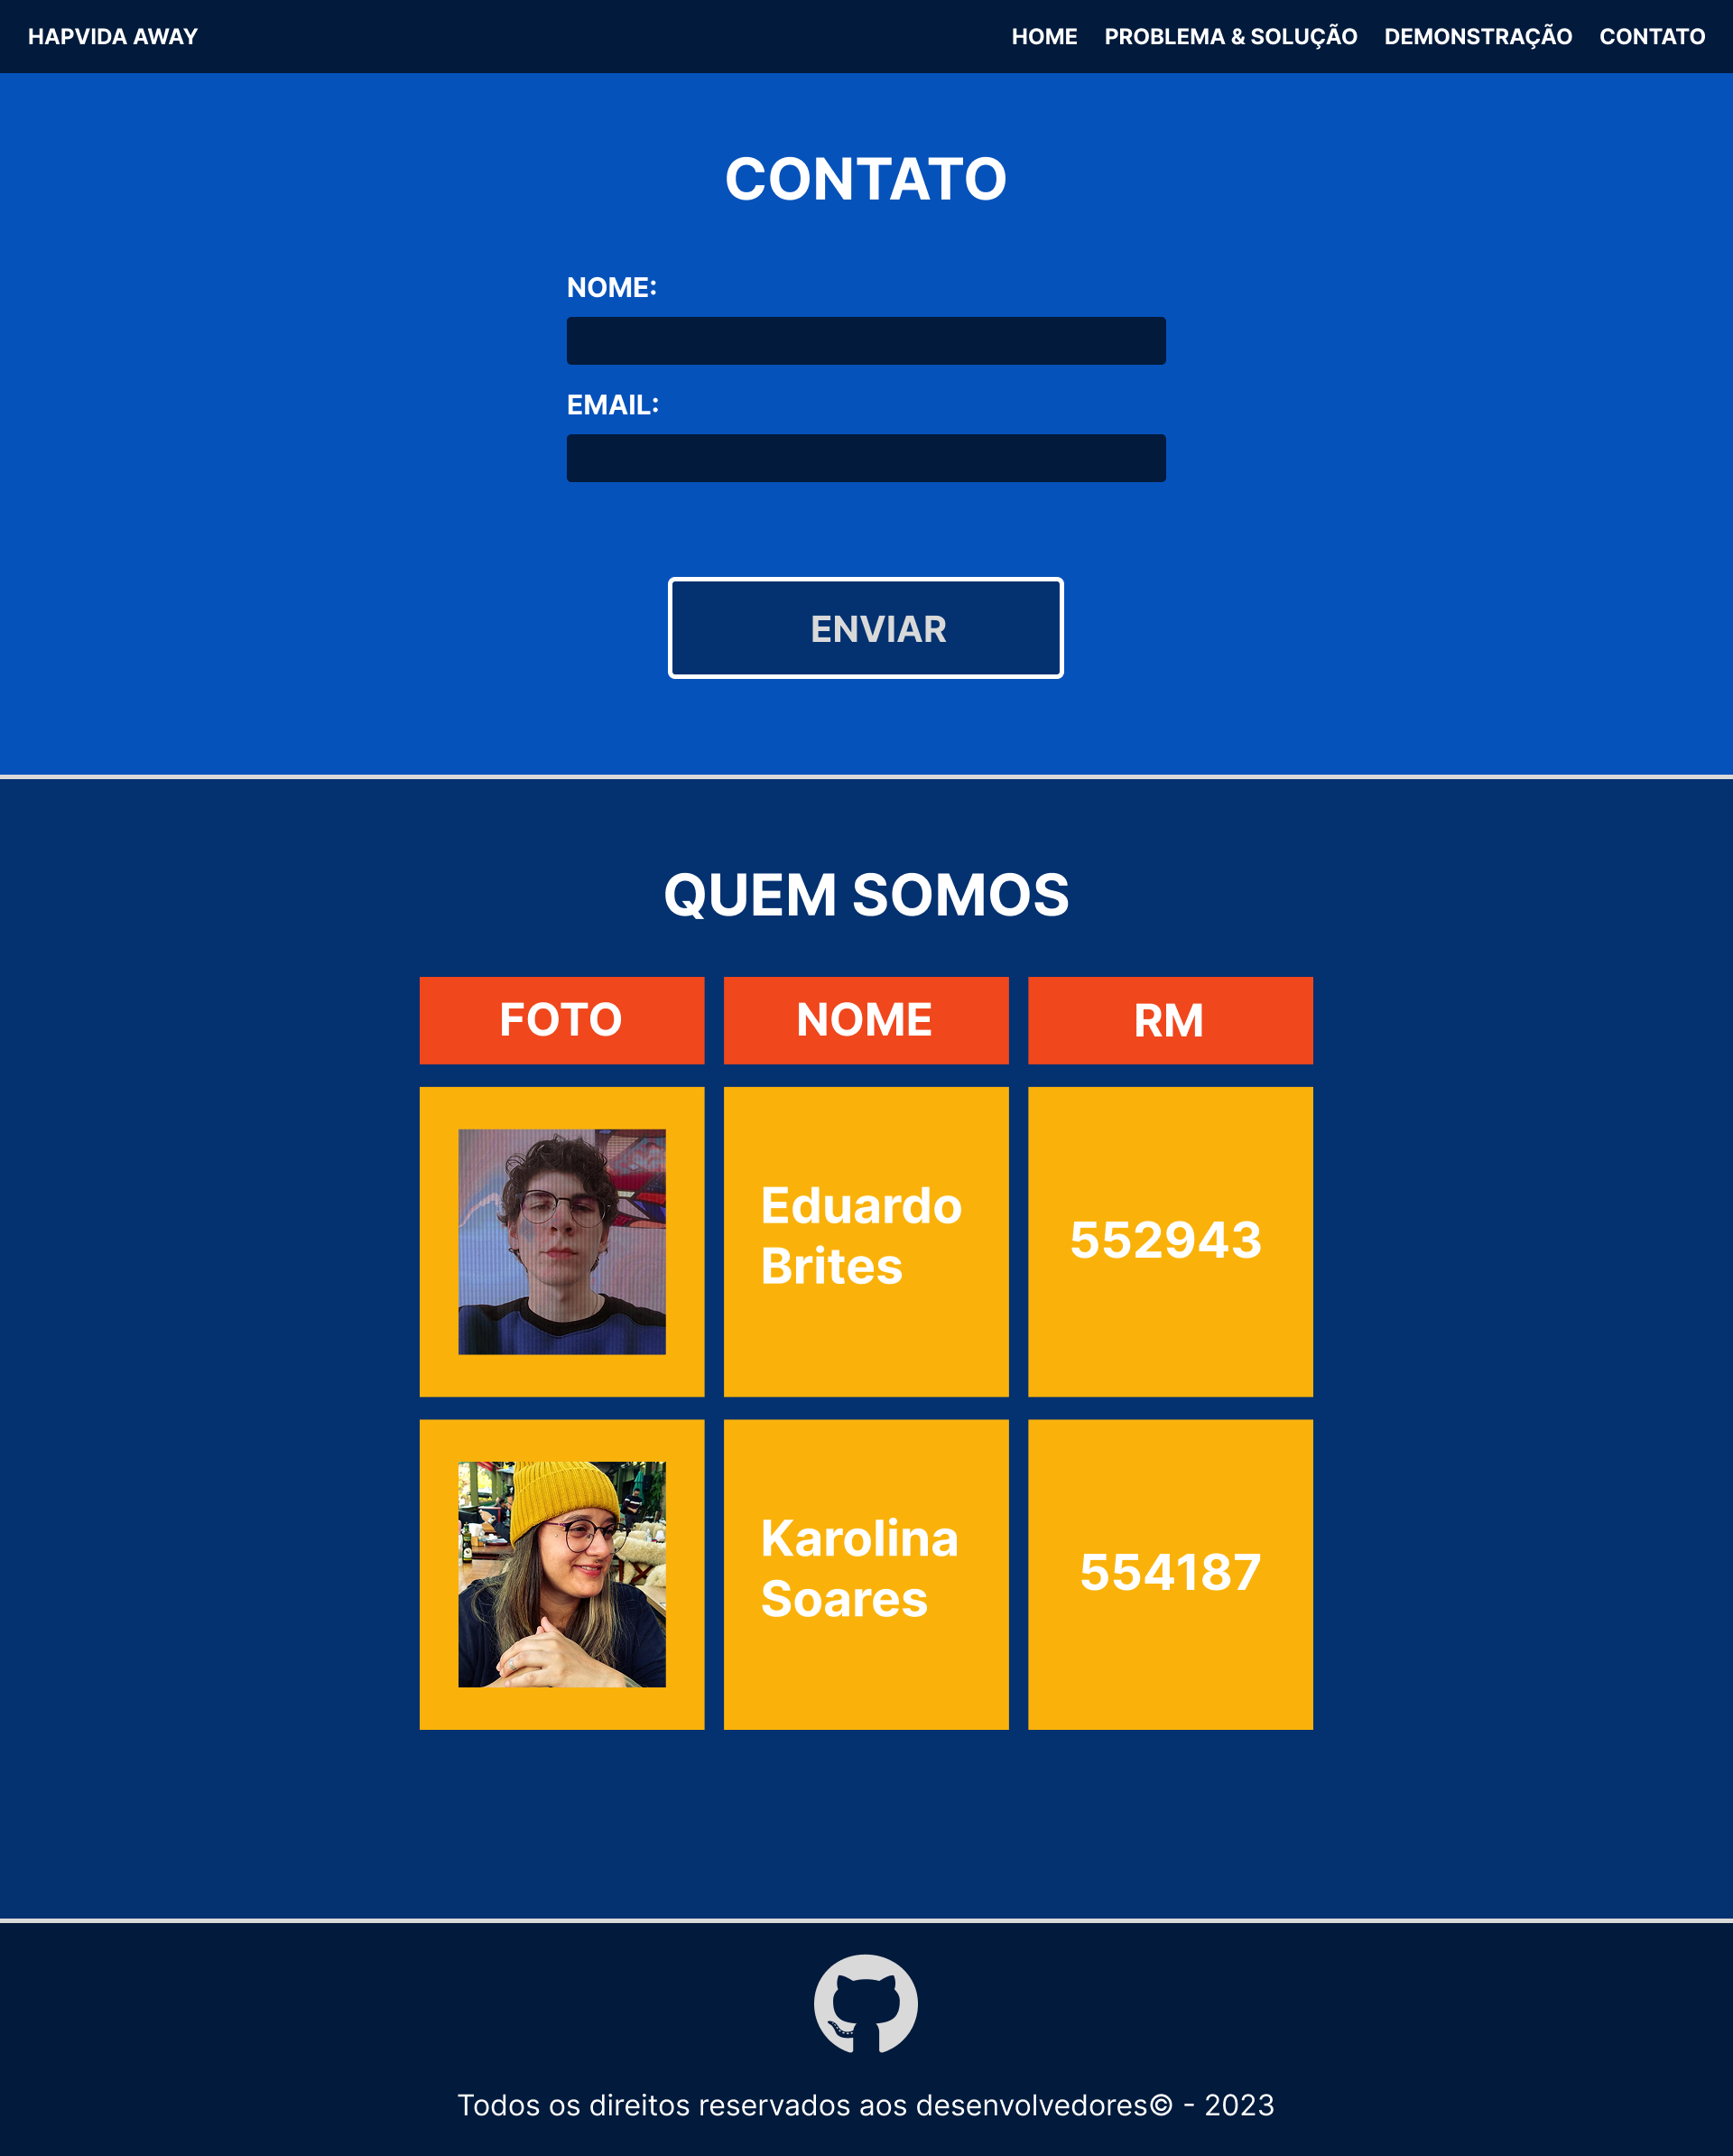 HAPVIDA AWAY
HOME PROBLEMA & SOLUÇÃO DEMONSTRAÇÃO CONTATO
CONTATO
NOME:
EMAIL:
ENVIAR
QUEM SOMOS
FOTO NOME RM
Eduardo
Brites
552943
Karolina
Soares
554187
Todos os direitos reservados aos desenvolvedores© - 2023